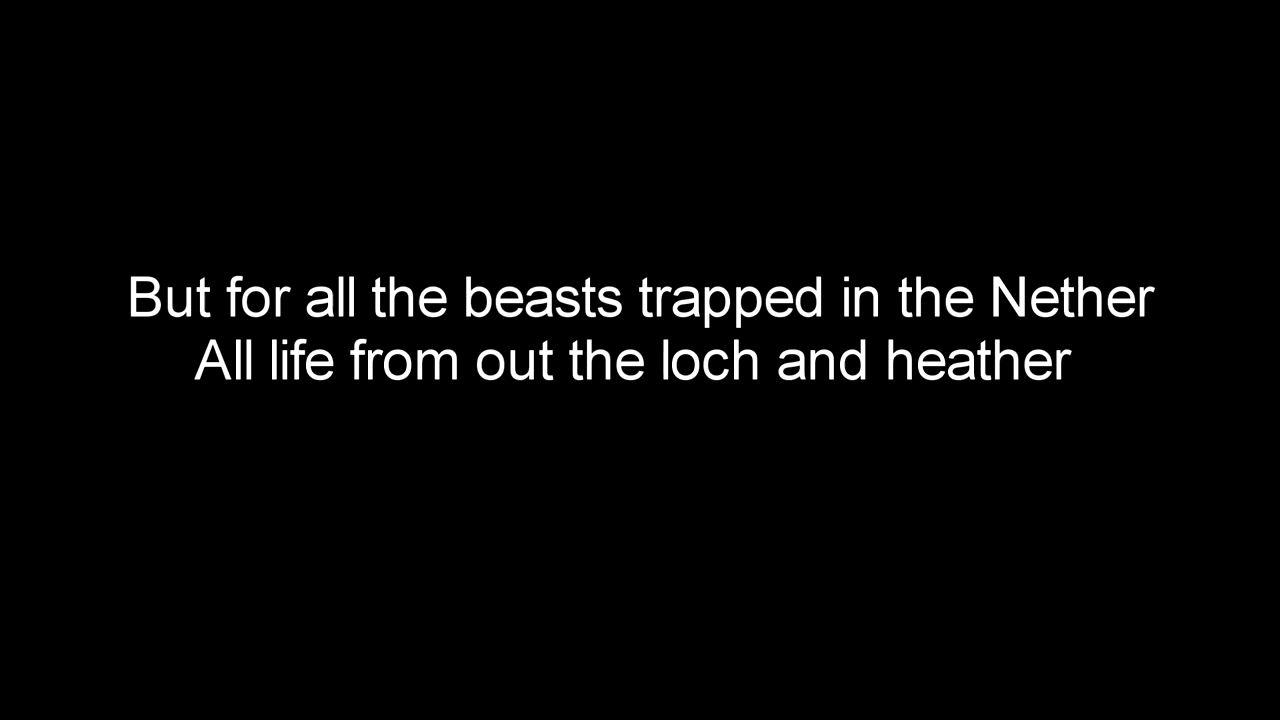 But for all the beasts trapped in the Nether
All life from out the loch and heather